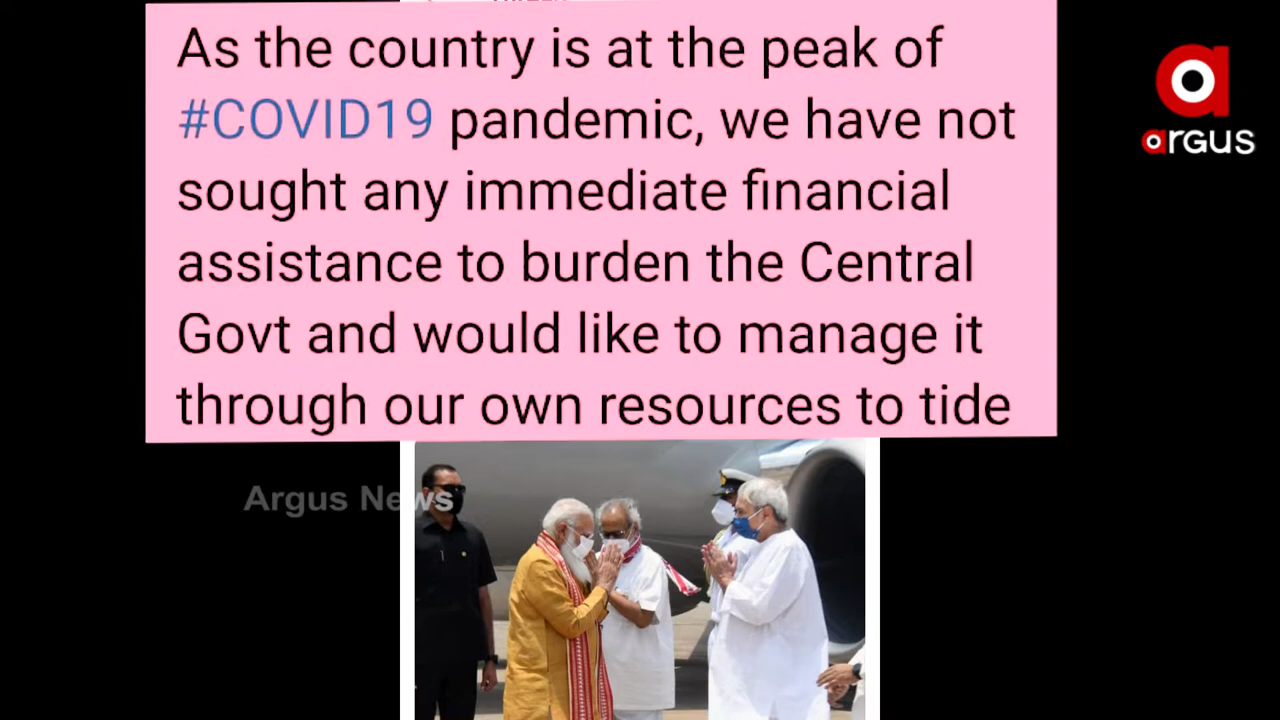 As the country is at the peak of
#COVID19 pandemic, we have not
sought any immediate financial
assistance to burden the Central
Govt and would like to manage it
through our own resources to tide
argus
Argus News